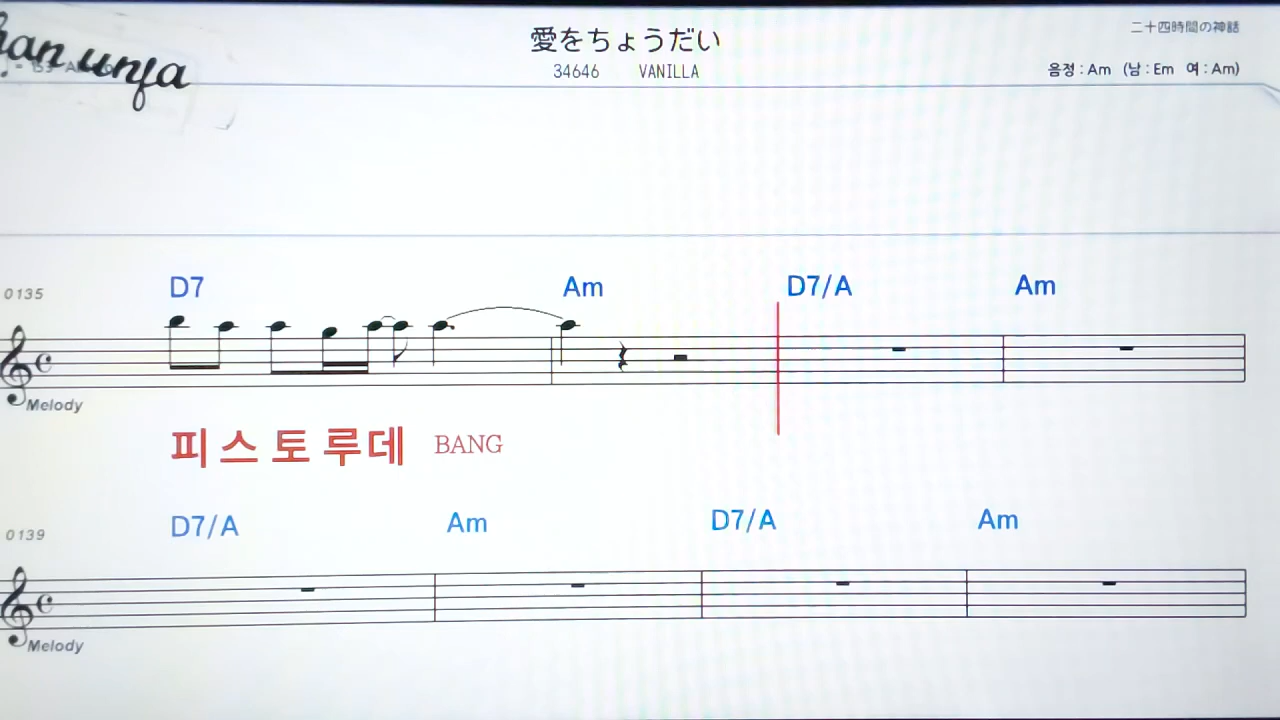 愛をちょうだい
二十四時間の神話
34646 VANILLA
음정 : Am (남 : Em 여 : Am)
D7 Am D7/A Am
0135
Melody
피스토루데 BANG
D7/A Am D7/A Am
0139
Melody